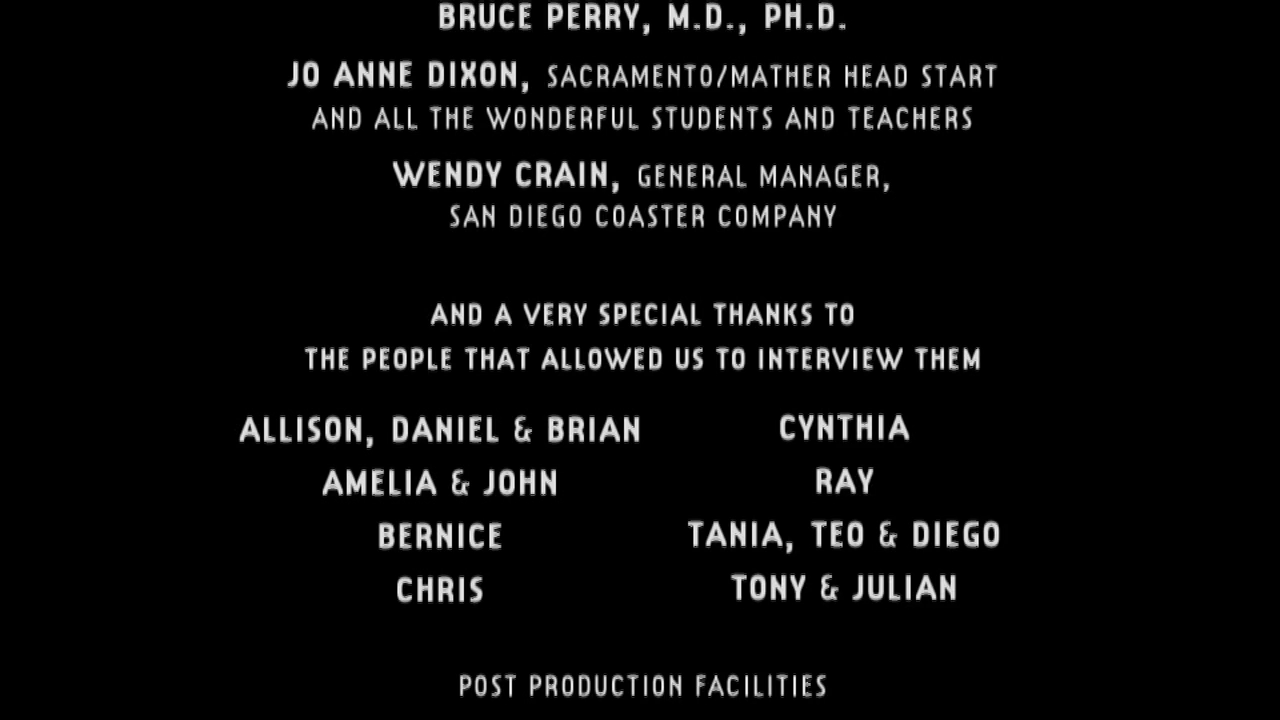 BRUCE PERRY, M.D., PH.D.
JO ANNE DIXON, SACRAMENTO/MATHER HEAD START
AND ALL THE WONDERFUL STUDENTS AND TEACHERS
WENDY CRAIN, GENERAL MANAGER,
SAN DIEGO COASTER COMPANY
AND A VERY SPECIAL THANKS TO
THE PEOPLE THAT ALLOWED US TO INTERVIEW THEM
ALLISON, DANIEL & BRIAN
AMELIA & JOHN
BERNICE
CHRIS
CYNTHIA
RAY
TANIA, TEO & DIEGO
TONY & JULIAN
POST PRODUCTION FACILITIES